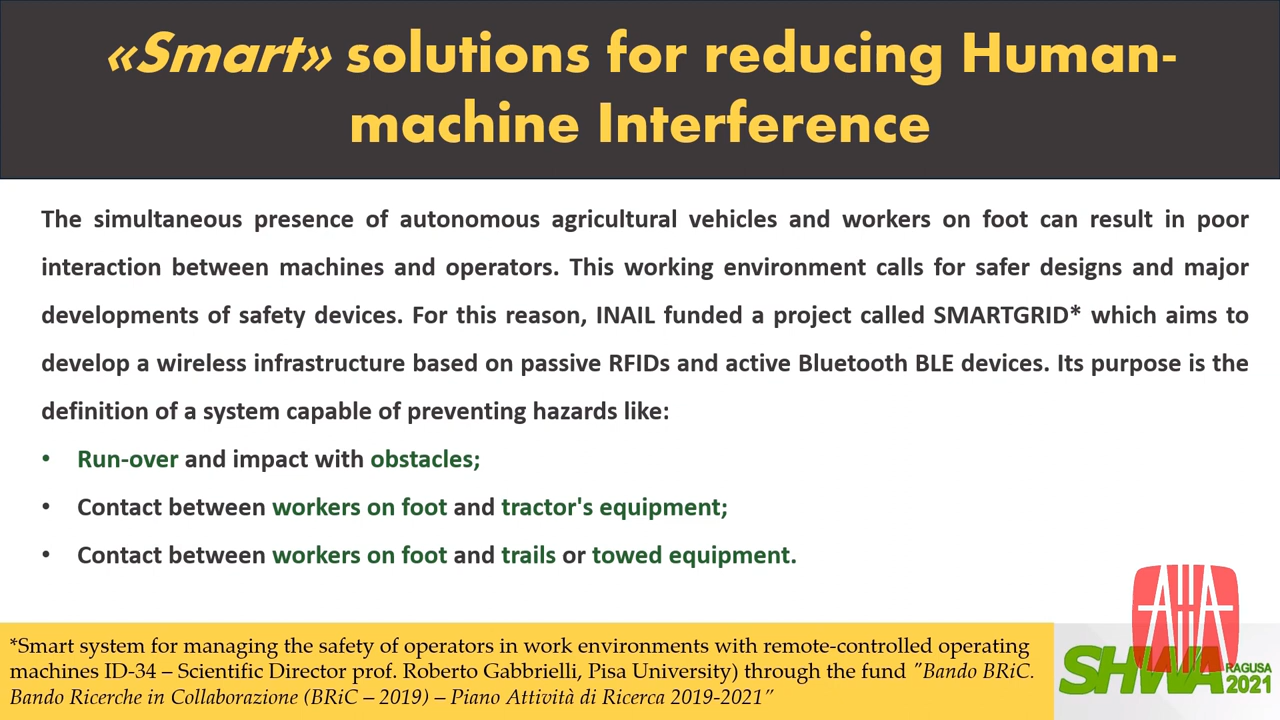 «Smart» solutions for reducing Human-
machine Interference
The simultaneous presence of autonomous agricultural vehicles and workers on foot can result in poor
interaction between machines and operators. This working environment calls for safer designs and major
developments of safety devices. For this reason, INAIL funded a project called SMARTGRID* which aims to
develop a wireless infrastructure based on passive RFIDs and active Bluetooth BLE devices. Its purpose is the
definition of a system capable of preventing hazards like:
• Run-over and impact with obstacles;
• Contact between workers on foot and tractor's equipment;
• Contact between workers on foot and trails or towed equipment.
*Smart system for managing the safety of operators in work environments with remote-controlled operating
machines ID-34 – Scientific Director prof. Roberto Gabbrielli, Pisa University) through the fund "Bando BRiC.
Bando Ricerche in Collaborazione (BRiC – 2019) – Piano Attività di Ricerca 2019-2021"
AIIA
SHWA RAGUSA
2021